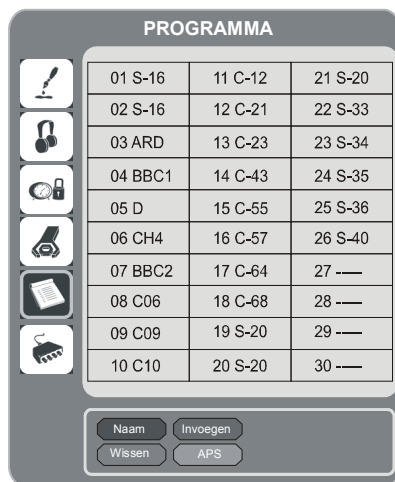 PROGRAMMA
01 S-16 11 C-12 21 S-20
02 S-16 12 C-21 22 S-33
03 ARD 13 C-23 23 S-34
04 BBC1 14 C-43 24 S-35
05 D 15 C-55 25 S-36
06 CH4 16 C-57 26 S-40
07 BBC2 17 C-64 27 -----
08 C06 18 C-68 28 -----
09 C09 19 S-20 29 -----
10 C10 20 S-20 30 -----
Naam Invoegen
Wissen APS